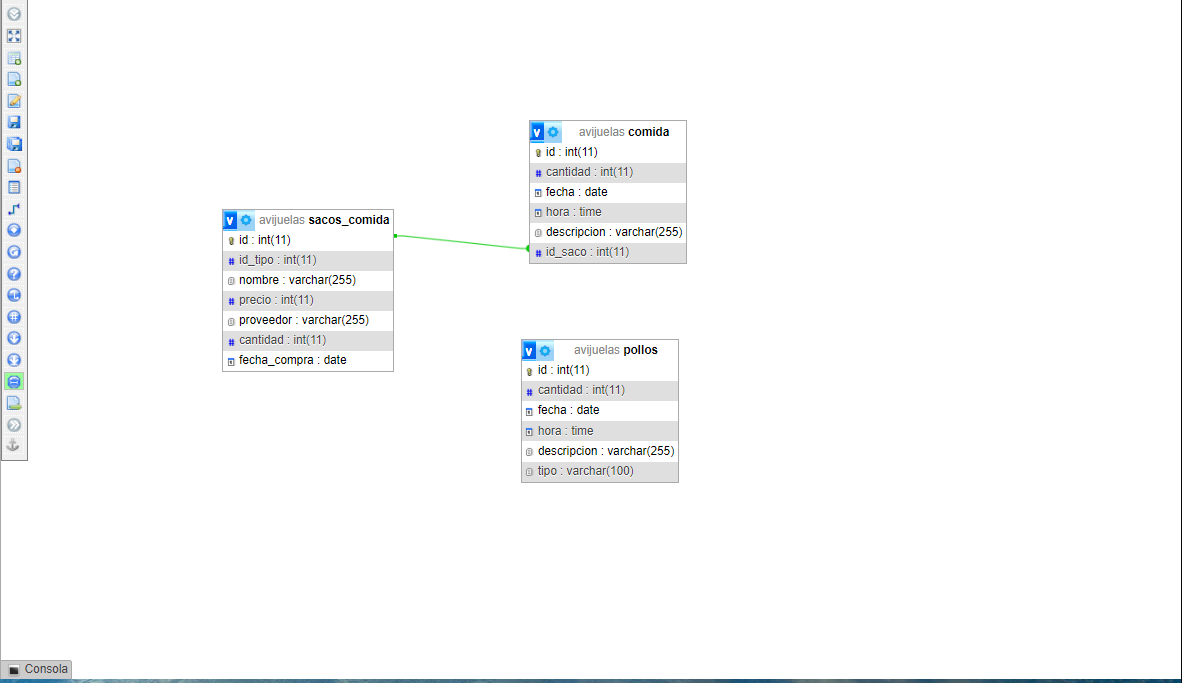 avijuelas sacos_comida
id : int(11)
id_tipo : int(11)
nombre : varchar(255)
precio : int(11)
proveedor : varchar(255)
cantidad : int(11)
fecha_compra : date
avijuelas comida
id : int(11)
cantidad : int(11)
fecha : date
hora : time
descripcion : varchar(255)
id_saco : int(11)
avijuelas pollos
id : int(11)
cantidad : int(11)
fecha : date
hora : time
descripcion : varchar(255)
tipo : varchar(100)
Consola